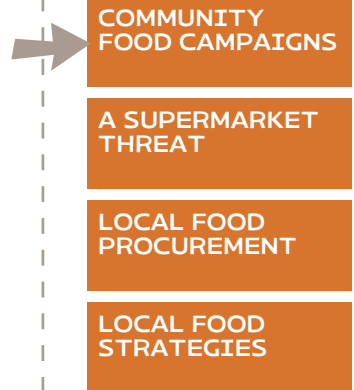 COMMUNITY
FOOD CAMPAIGNS
A SUPERMARKET
THREAT
LOCAL FOOD
PROCUREMENT
LOCAL FOOD
STRATEGIES